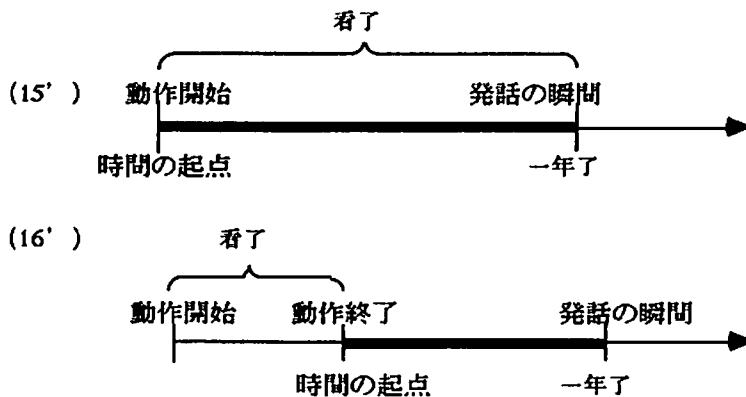 看了
(15’) 動作開始 発話の瞬間
時間の起点 一年了
(16’) 看了
動作開始 動作終了 発話の瞬間
時間の起点 一年了